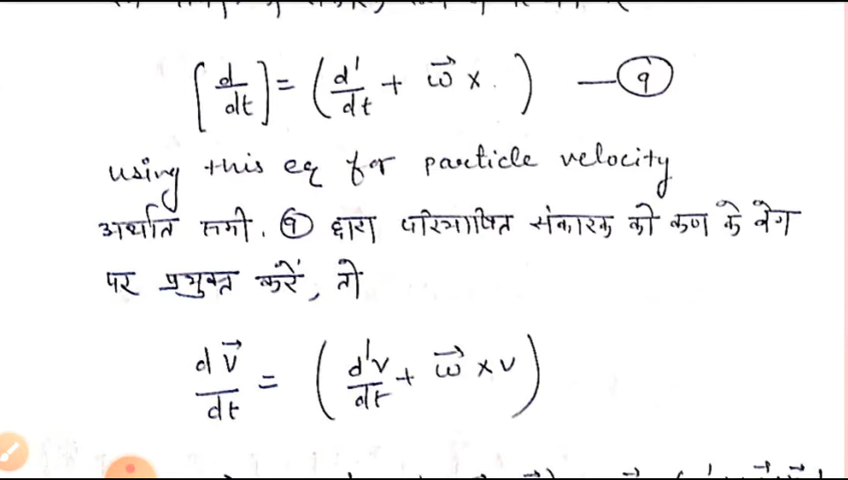 [d/dt] = (d'/dt + ω⃗ × ) — (9)
using this eq for particle velocity
अर्थात समी. (9) द्वारा परिभाषित संकारक को कण के वेग
पर प्रयुक्त करें, तो
dv⃗/dt = (d'v/dt + ω⃗ × v)